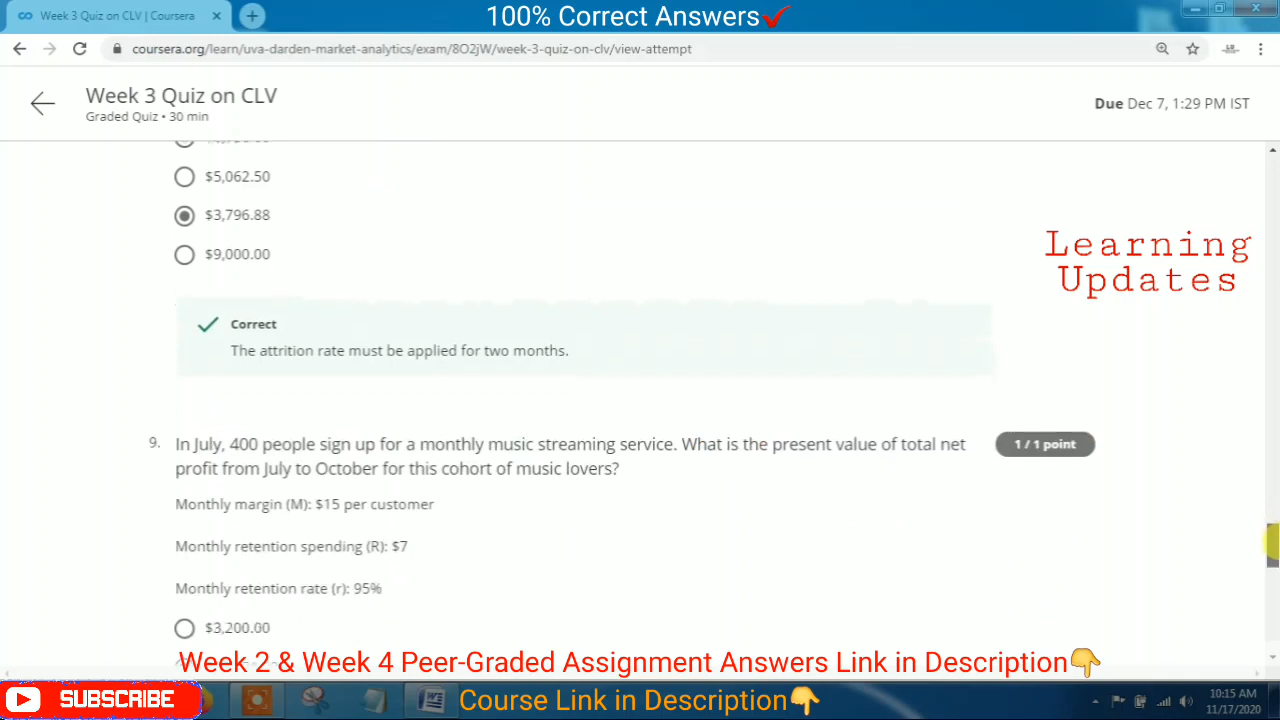 Week 3 Quiz on CLV | Coursera
100% Correct Answers
coursera.org/learn/uva-darden-market-analytics/exam/8O2jW/week-3-quiz-on-clv/view-attempt
Week 3 Quiz on CLV
Graded Quiz • 30 min
Due Dec 7, 1:29 PM IST
$5,062.50
$3,796.88
$9,000.00
Learning
Updates
Correct
The attrition rate must be applied for two months.
9. In July, 400 people sign up for a monthly music streaming service. What is the present value of total net
profit from July to October for this cohort of music lovers?
1 / 1 point
Monthly margin (M): $15 per customer
Monthly retention spending (R): $7
Monthly retention rate (r): 95%
$3,200.00
Week 2 & Week 4 Peer-Graded Assignment Answers Link in Description
SUBSCRIBE
Course Link in Description
10:15 AM
11/17/2020